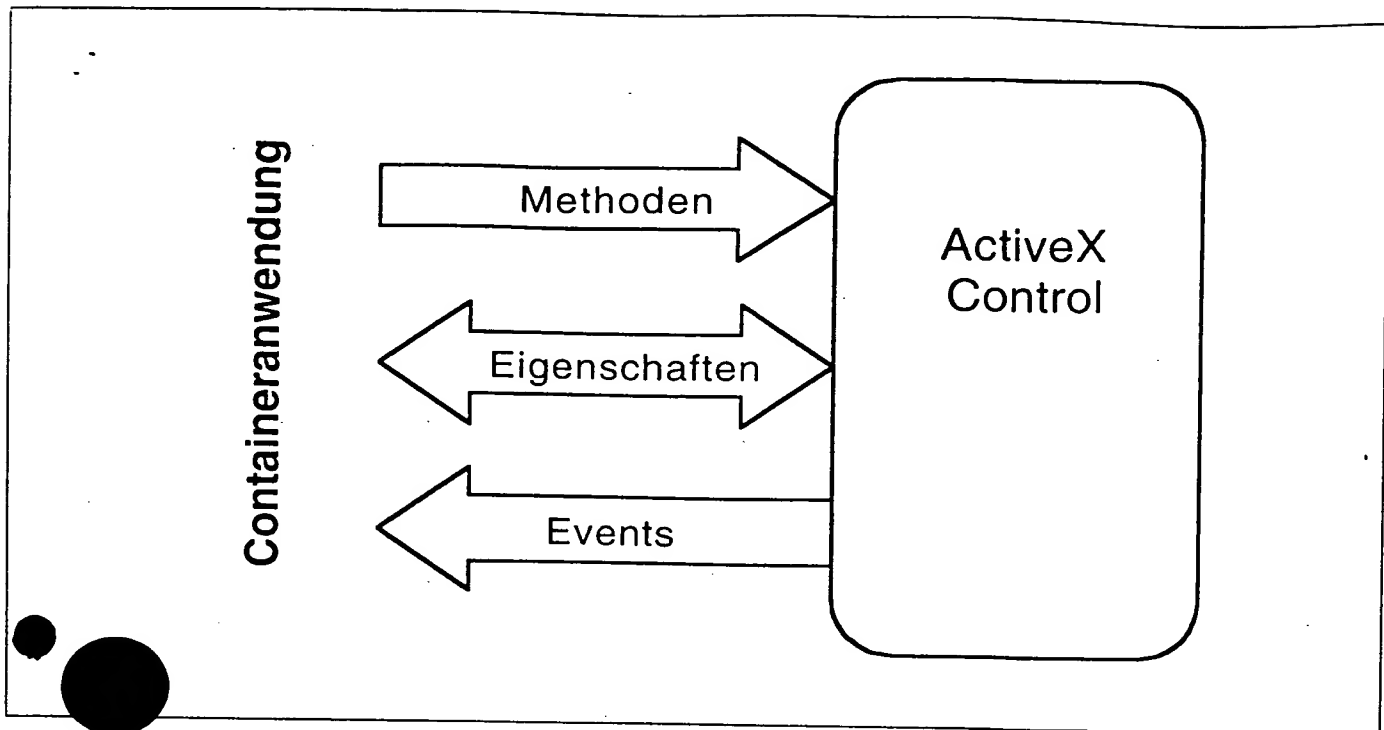 Containeranwendung
Methoden
Eigenschaften
Events
ActiveX
Control